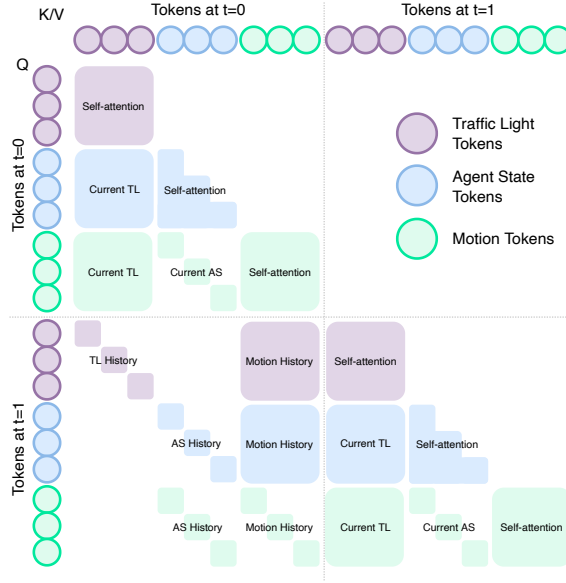 K/V
Tokens at t=0
Tokens at t=1
Q
Tokens at t=0
Self-attention
Traffic Light
Tokens
Current TL
Self-attention
Agent State
Tokens
Motion Tokens
Current TL
Current AS
Self-attention
Tokens at t=1
TL History
Motion History
Self-attention
AS History
Motion History
Current TL
Self-attention
AS History
Motion History
Current TL
Current AS
Self-attention